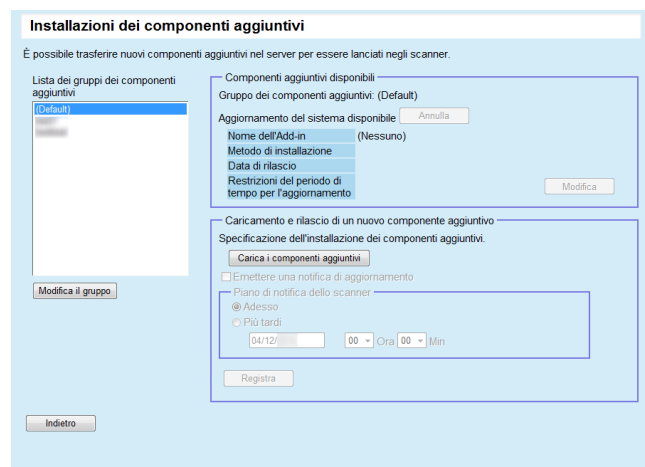 Installazioni dei componenti aggiuntivi
È possibile trasferire nuovi componenti aggiuntivi nel server per essere lanciati negli scanner.
Lista dei gruppi dei componenti
aggiuntivi
(Default)
Modifica il gruppo
Componenti aggiuntivi disponibili
Gruppo dei componenti aggiuntivi: (Default)
Aggiornamento del sistema disponibile Annulla
Nome dell'Add-in (Nessuno)
Metodo di installazione
Data di rilascio
Restrizioni del periodo di
tempo per l'aggiornamento
Modifica
Caricamento e rilascio di un nuovo componente aggiuntivo
Specificazione dell'installazione dei componenti aggiuntivi.
Carica i componenti aggiuntivi
Emettere una notifica di aggiornamento
Piano di notifica dello scanner
Adesso
Più tardi
04/12/ 00 Ora 00 Min
Registra
Indietro